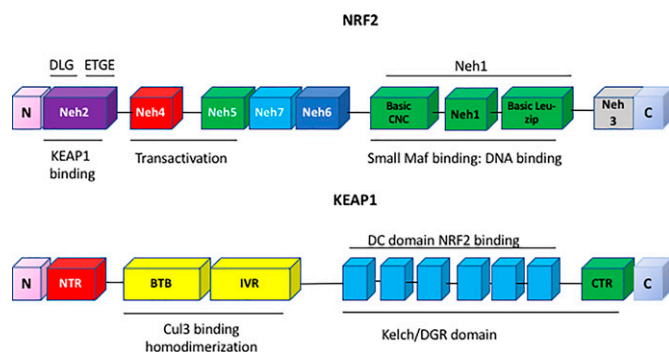 NRF2
DLG ETGE
Neh1
N Neh2 Neh4 Neh5 Neh7 Neh6 Basic CNC Neh1 Basic Leu-zip Neh 3 C
KEAP1 binding
Transactivation
Small Maf binding: DNA binding
KEAP1
DC domain NRF2 binding
N NTR BTB IVR CTR C
Cul3 binding
homodimerization
Kelch/DGR domain